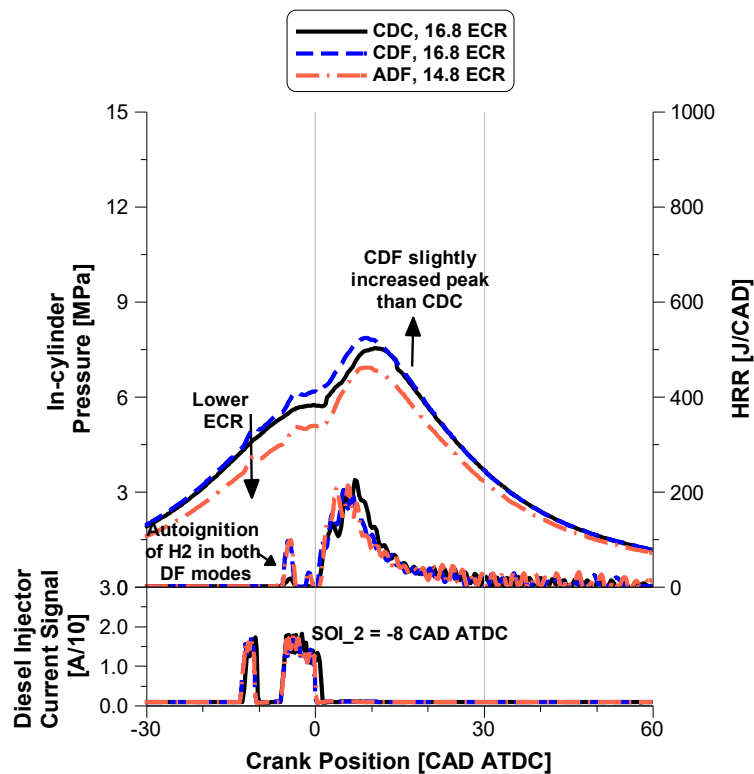 CDC, 16.8 ECR
CDF, 16.8 ECR
ADF, 14.8 ECR
15
12
9
6
3
3.0
In-cylinder
Pressure [MPa]
1000
800
600
400
200
0
HRR [J/CAD]
CDF slightly
increased peak
than CDC
Lower
ECR
Autoignition
of H2 in both
DF modes
2.0
1.0
0.0
Diesel Injector
Current Signal
[A/10]
SOI_2 = -8 CAD ATDC
-30
0
30
60
Crank Position [CAD ATDC]